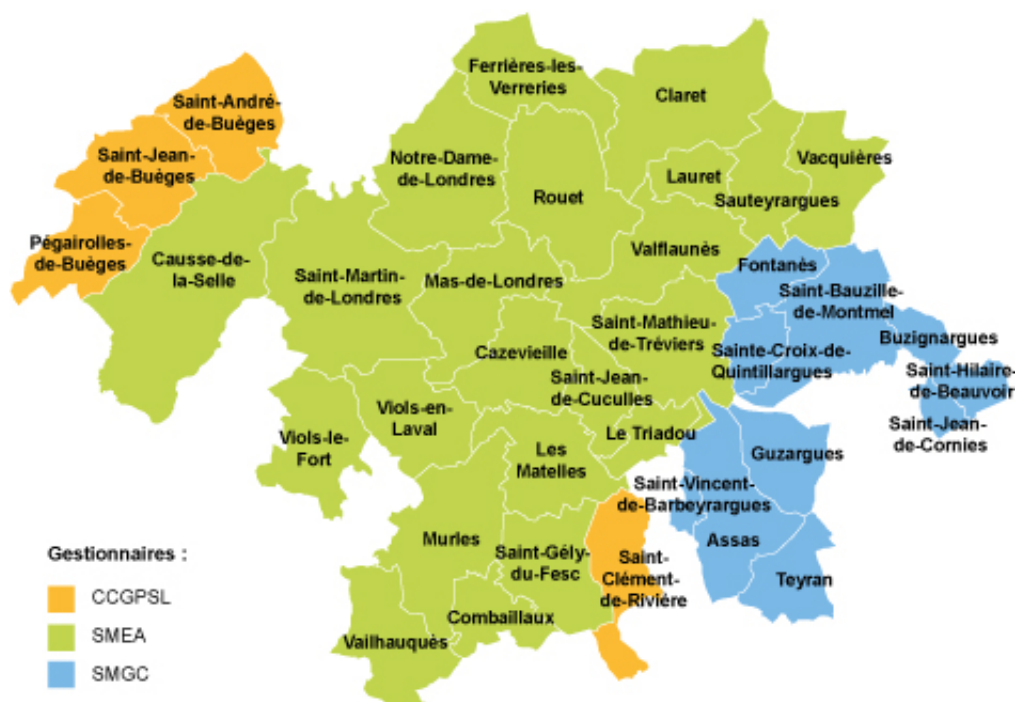 Ferrières-les-
Verreries
Claret
Saint-André-
de-Buèges
Saint-Jean-
de-Buèges
Notre-Dame-
de-Londres
Rouet
Lauret
Vacquières
Sauteyrargues
Pégairolles-
de-Buèges
Causse-de-
la-Selle
Saint-Martin-
de-Londres
Mas-de-Londres
Valflaunès
Fontanés
Saint-Bauzille-
de-Montmel
Saint-Mathieu-
de-Tréviers
Buzignargues
Cazevieille
Sainte-Croix-de-
Quintillargues
Saint-Hilaire-
de-Beauvoir
Saint-Jean-
de-Cuculles
Saint-Jean-
de-Cornies
Viols-en-
Laval
Viols-le-
Fort
Le Triadou
Les
Matelles
Guzargues
Saint-Vincent-
de-Barbeyrargues
Murles
Saint-Gély-
du-Fesc
Saint-
Clément-
de-Rivière
Assas
Teyran
Combaillaux
Vailhauquès
Gestionnaires :
CCGPSL
SMEA
SMGC